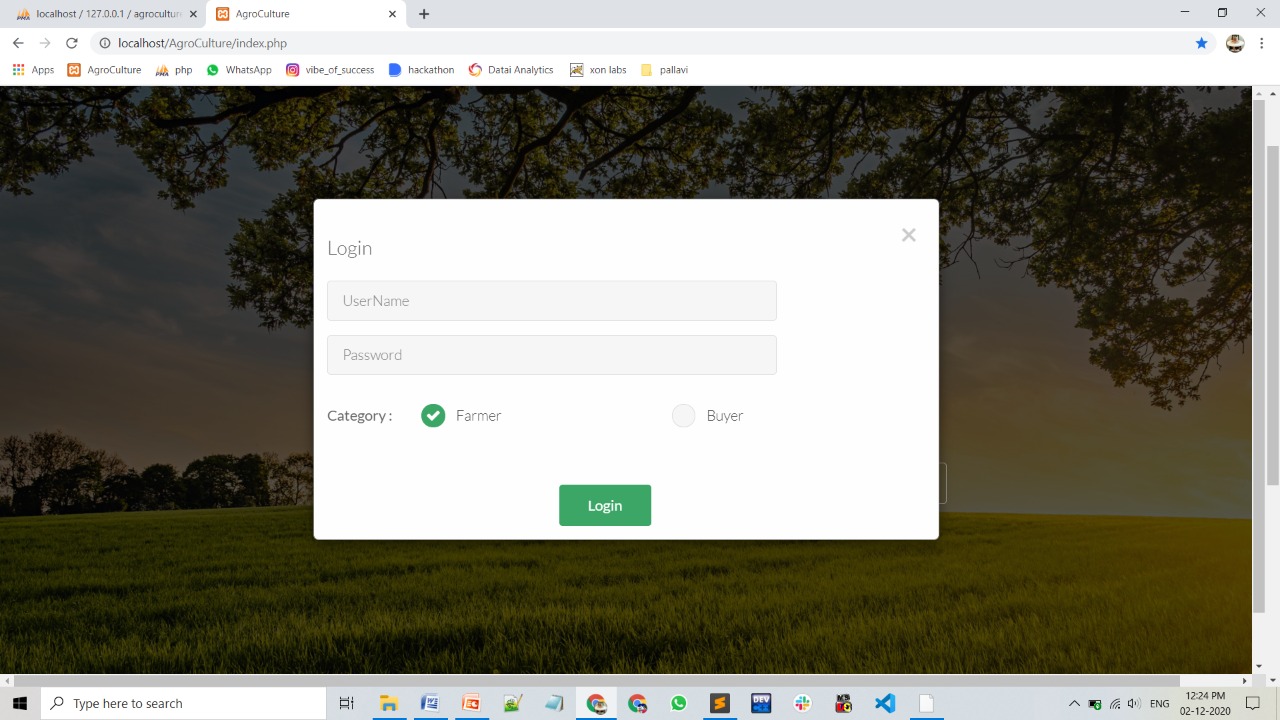 localhost / 127.0.0.1 / agriculture
AgroCulture
localhost/AgroCulture/index.php
Apps
AgroCulture
php
WhatsApp
vibe_of_success
hackathon
Datai Analytics
xon labs
pallavi
Login
UserName
Password
Category :
Farmer
Buyer
Login
Type here to search
ENG
12:24 PM
02-12-2020